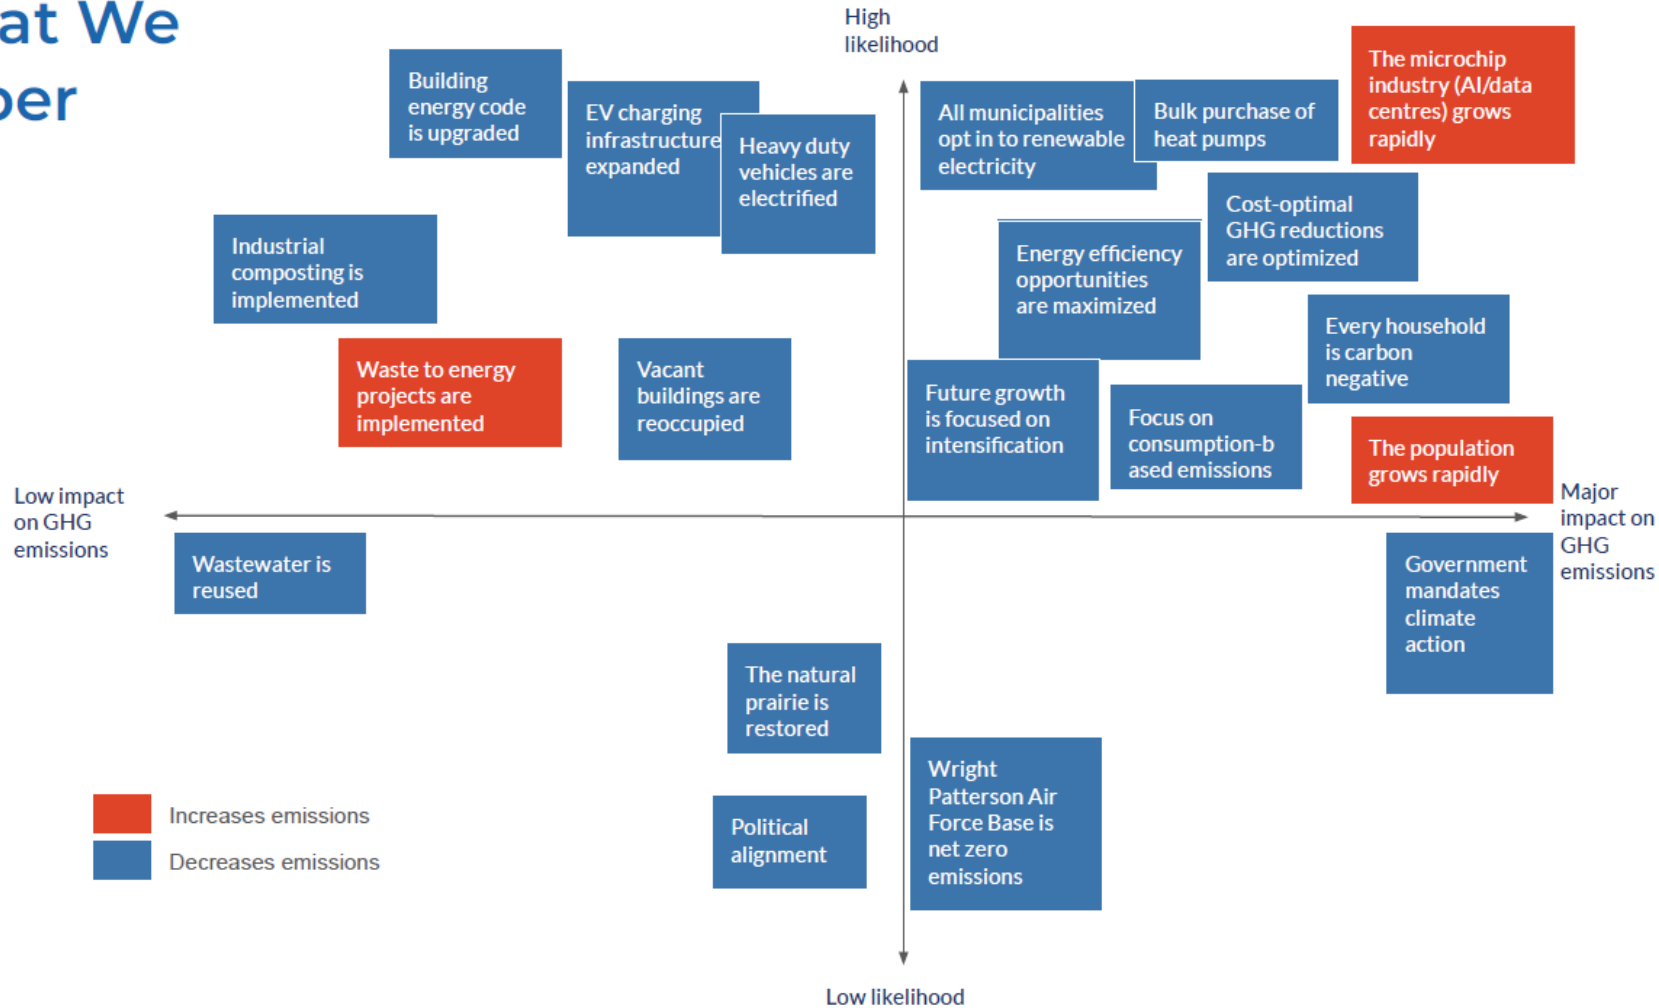 at We
per
High
likelihood
Building
energy code
is upgraded
EV charging
infrastructure
expanded
Heavy duty
vehicles are
electrified
All municipalities
opt in to renewable
electricity
Bulk purchase of
heat pumps
The microchip
industry (AI/data
centres) grows
rapidly
Industrial
composting is
implemented
Energy efficiency
opportunities
are maximized
Cost-optimal
GHG reductions
are optimized
Waste to energy
projects are
implemented
Vacant
buildings are
reoccupied
Future growth
is focused on
intensification
Focus on
consumption-b
ased emissions
Every household
is carbon
negative
The population
grows rapidly
Low impact
on GHG
emissions
Major
impact on
GHG
emissions
Wastewater is
reused
Government
mandates
climate
action
The natural
prairie is
restored
Political
alignment
Wright
Patterson Air
Force Base is
net zero
emissions
Increases emissions
Decreases emissions
Low likelihood